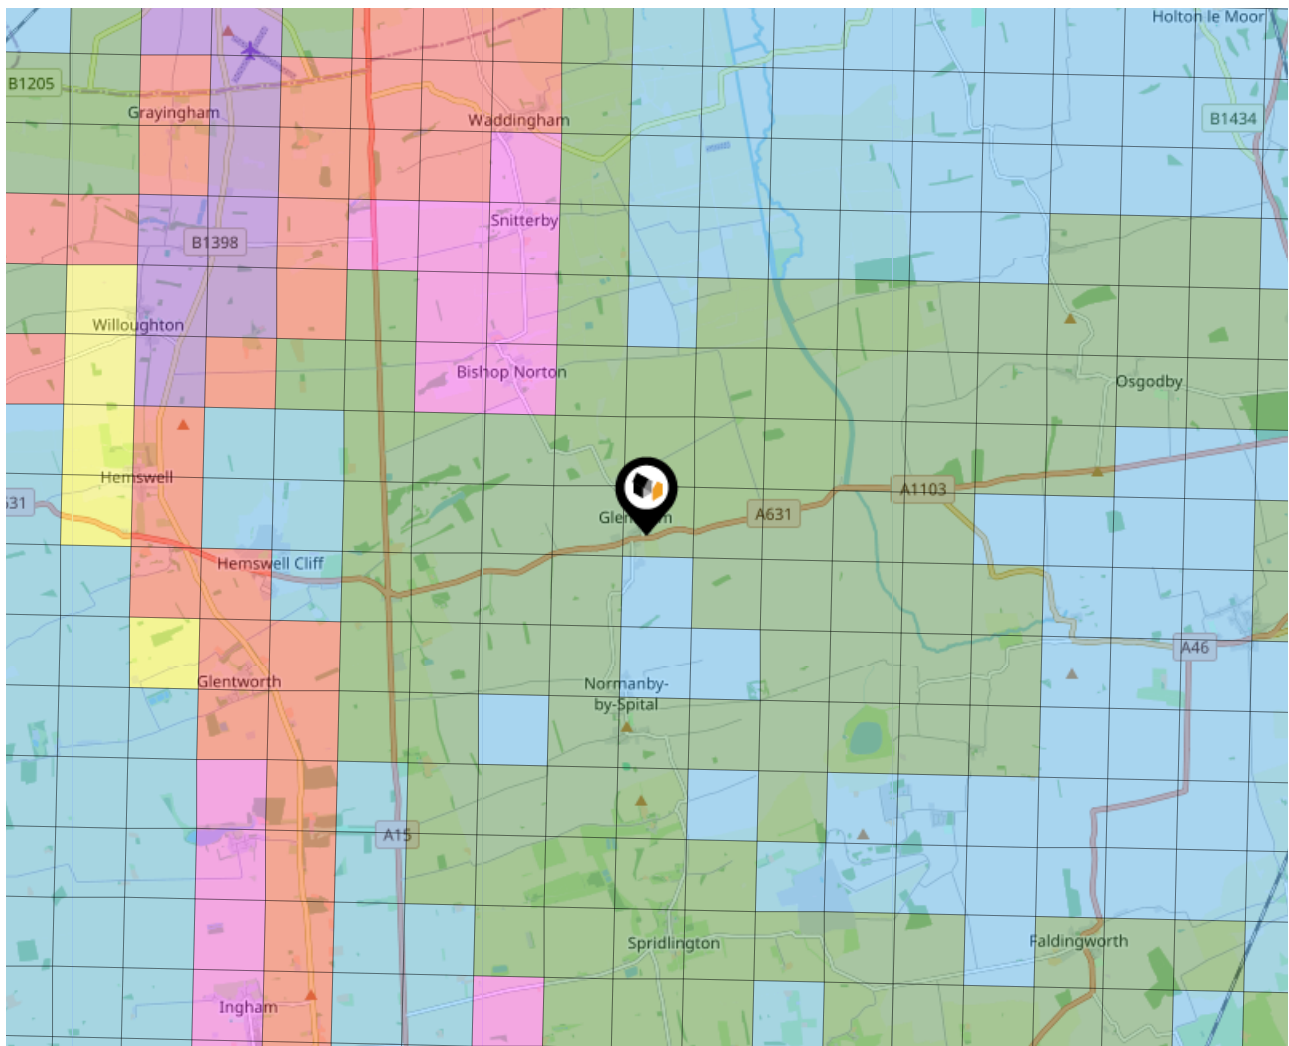 Holton le Moor
B1205
Grayingham
Waddingham
B1434
Snitterby
B1398
Willoughton
Bishop Norton
Osgodby
Hemswell
A1103
A631
Hemswell Cliff
A46
Glentworth
Normanby-
by-Spital
A15
Spridlington
Faldingworth
Ingham